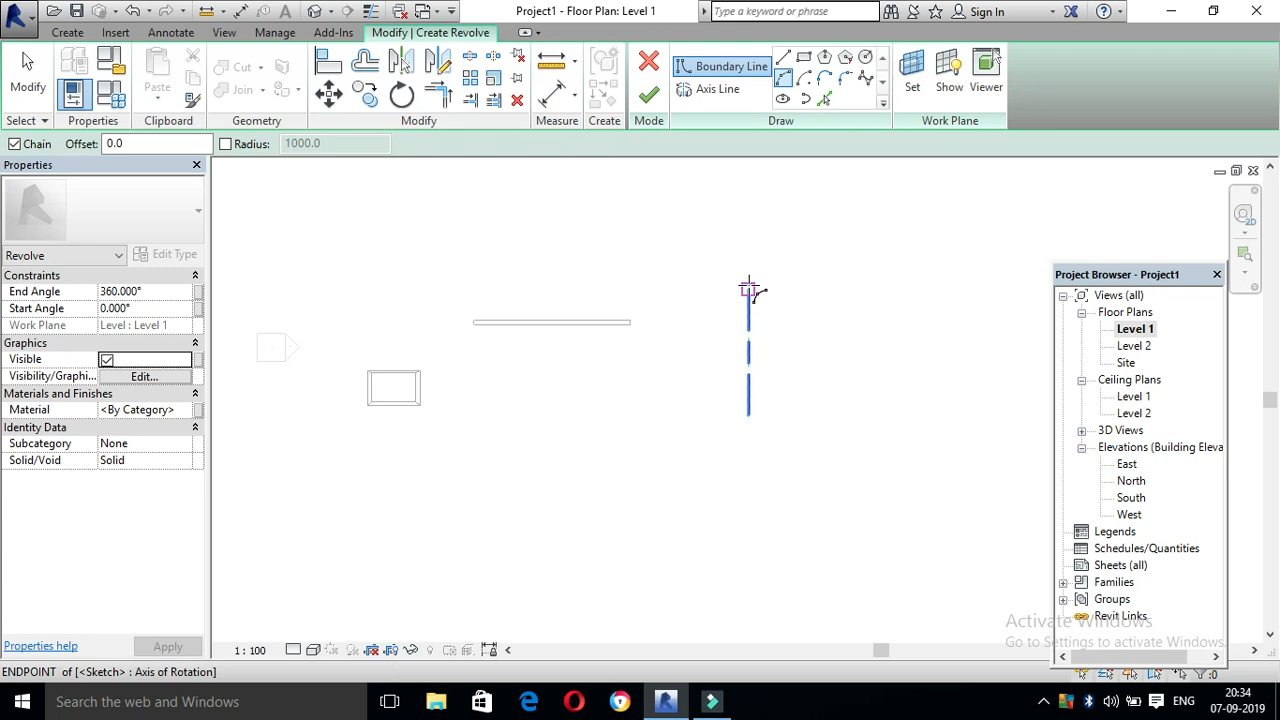 Project1 - Floor Plan: Level 1
Type a keyword or phrase
Sign In
Create
Insert
Annotate
View
Manage
Add-Ins
Modify | Create Revolve
Modify
Paste
Cut
Join
Boundary Line
Axis Line
Set
Show
Viewer
Select
Properties
Clipboard
Geometry
Modify
Measure
Create
Mode
Draw
Work Plane
Chain
Offset:
0.0
Radius:
1000.0
Properties
Revolve
Edit Type
Constraints
End Angle
360.000°
Start Angle
0.000°
Work Plane
Level : Level 1
Graphics
Visible
Visibility/Graphi...
Edit...
Materials and Finishes
Material
<By Category>
Identity Data
Subcategory
None
Solid/Void
Solid
Properties help
Apply
Project Browser - Project1
Views (all)
Floor Plans
Level 1
Level 2
Site
Ceiling Plans
Level 1
Level 2
3D Views
Elevations (Building Eleva
East
North
South
West
Legends
Schedules/Quantities
Sheets (all)
Families
Groups
Revit Links
2D
Activate Windows
Go to Settings to activate Windows.
1 : 100
ENDPOINT of [<Sketch> : Axis of Rotation]
:0
Search the web and Windows
ENG
20:34
07-09-2019